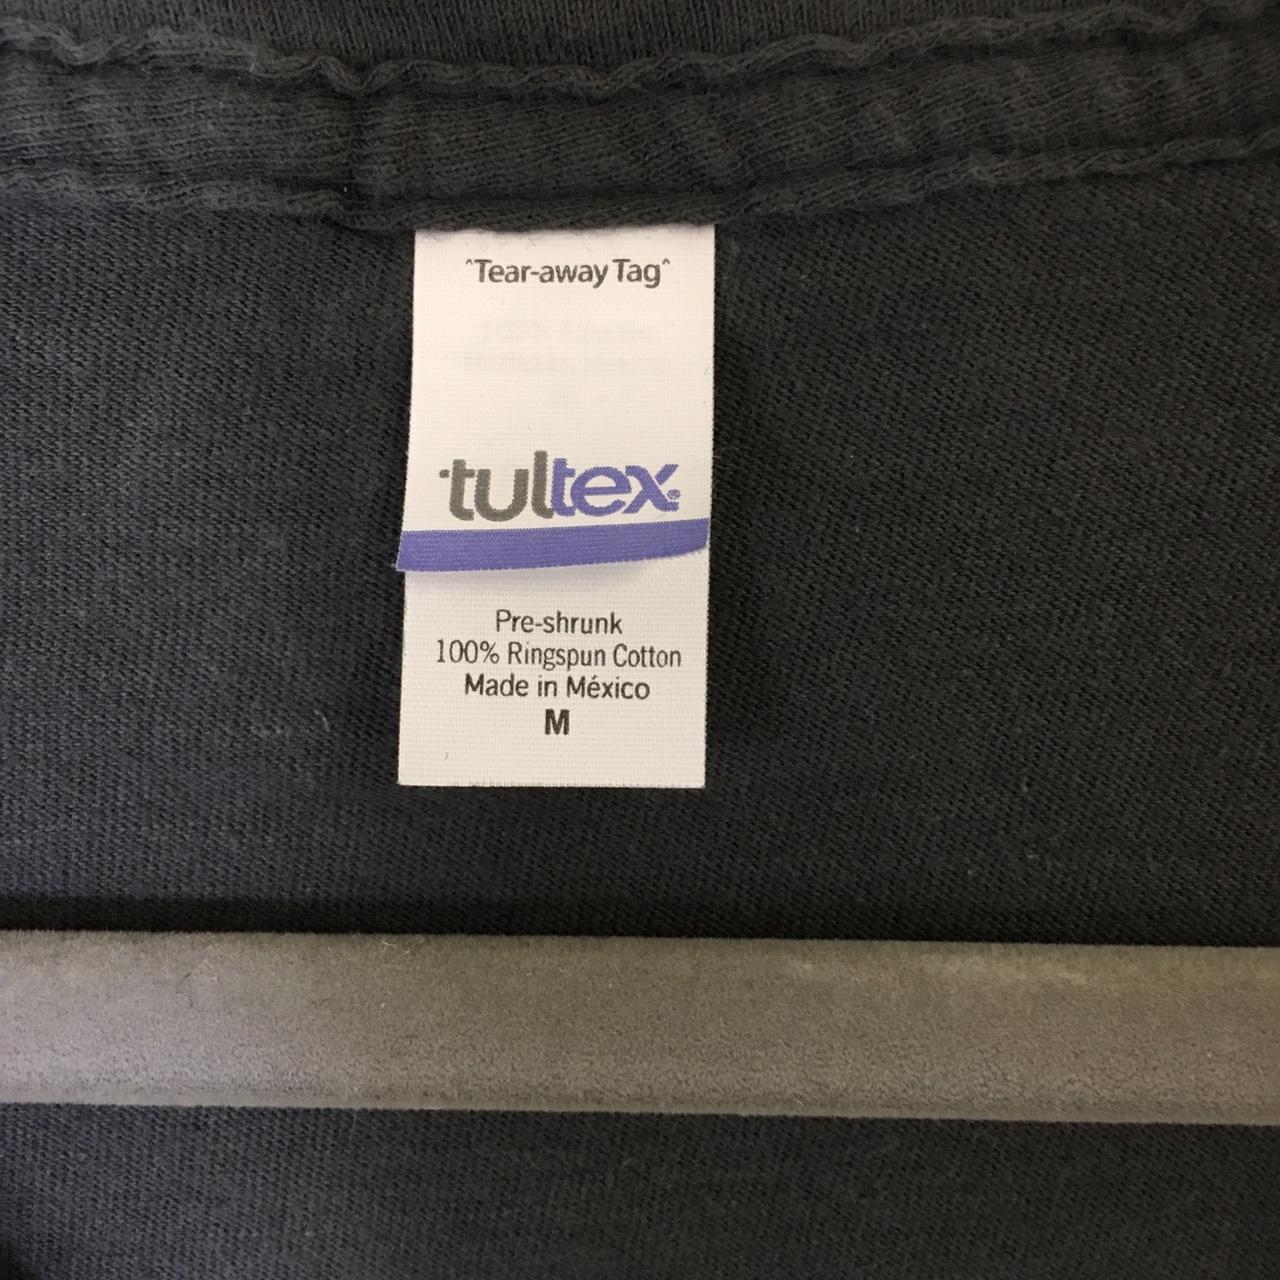 ^Tear-away Tag^
tultex®
Pre-shrunk
100% Ringspun Cotton
Made in México
M